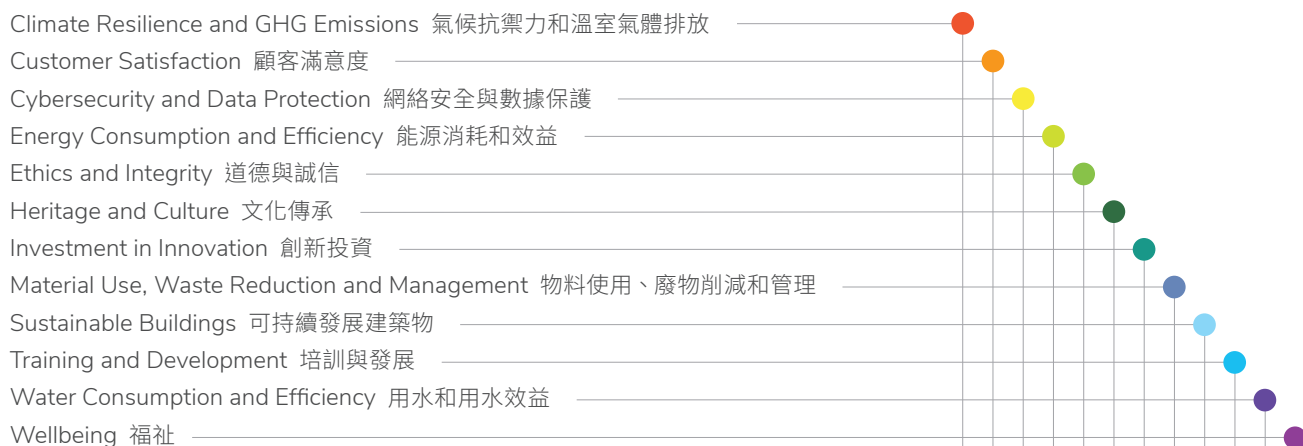 Climate Resilience and GHG Emissions 氣候抗禦力和溫室氣體排放
Customer Satisfaction 顧客滿意度
Cybersecurity and Data Protection 網絡安全與數據保護
Energy Consumption and Efficiency 能源消耗和效益
Ethics and Integrity 道德與誠信
Heritage and Culture 文化傳承
Investment in Innovation 創新投資
Material Use, Waste Reduction and Management 物料使用、廢物削減和管理
Sustainable Buildings 可持續發展建築物
Training and Development 培訓與發展
Water Consumption and Efficiency 用水和用水效益
Wellbeing 福祉